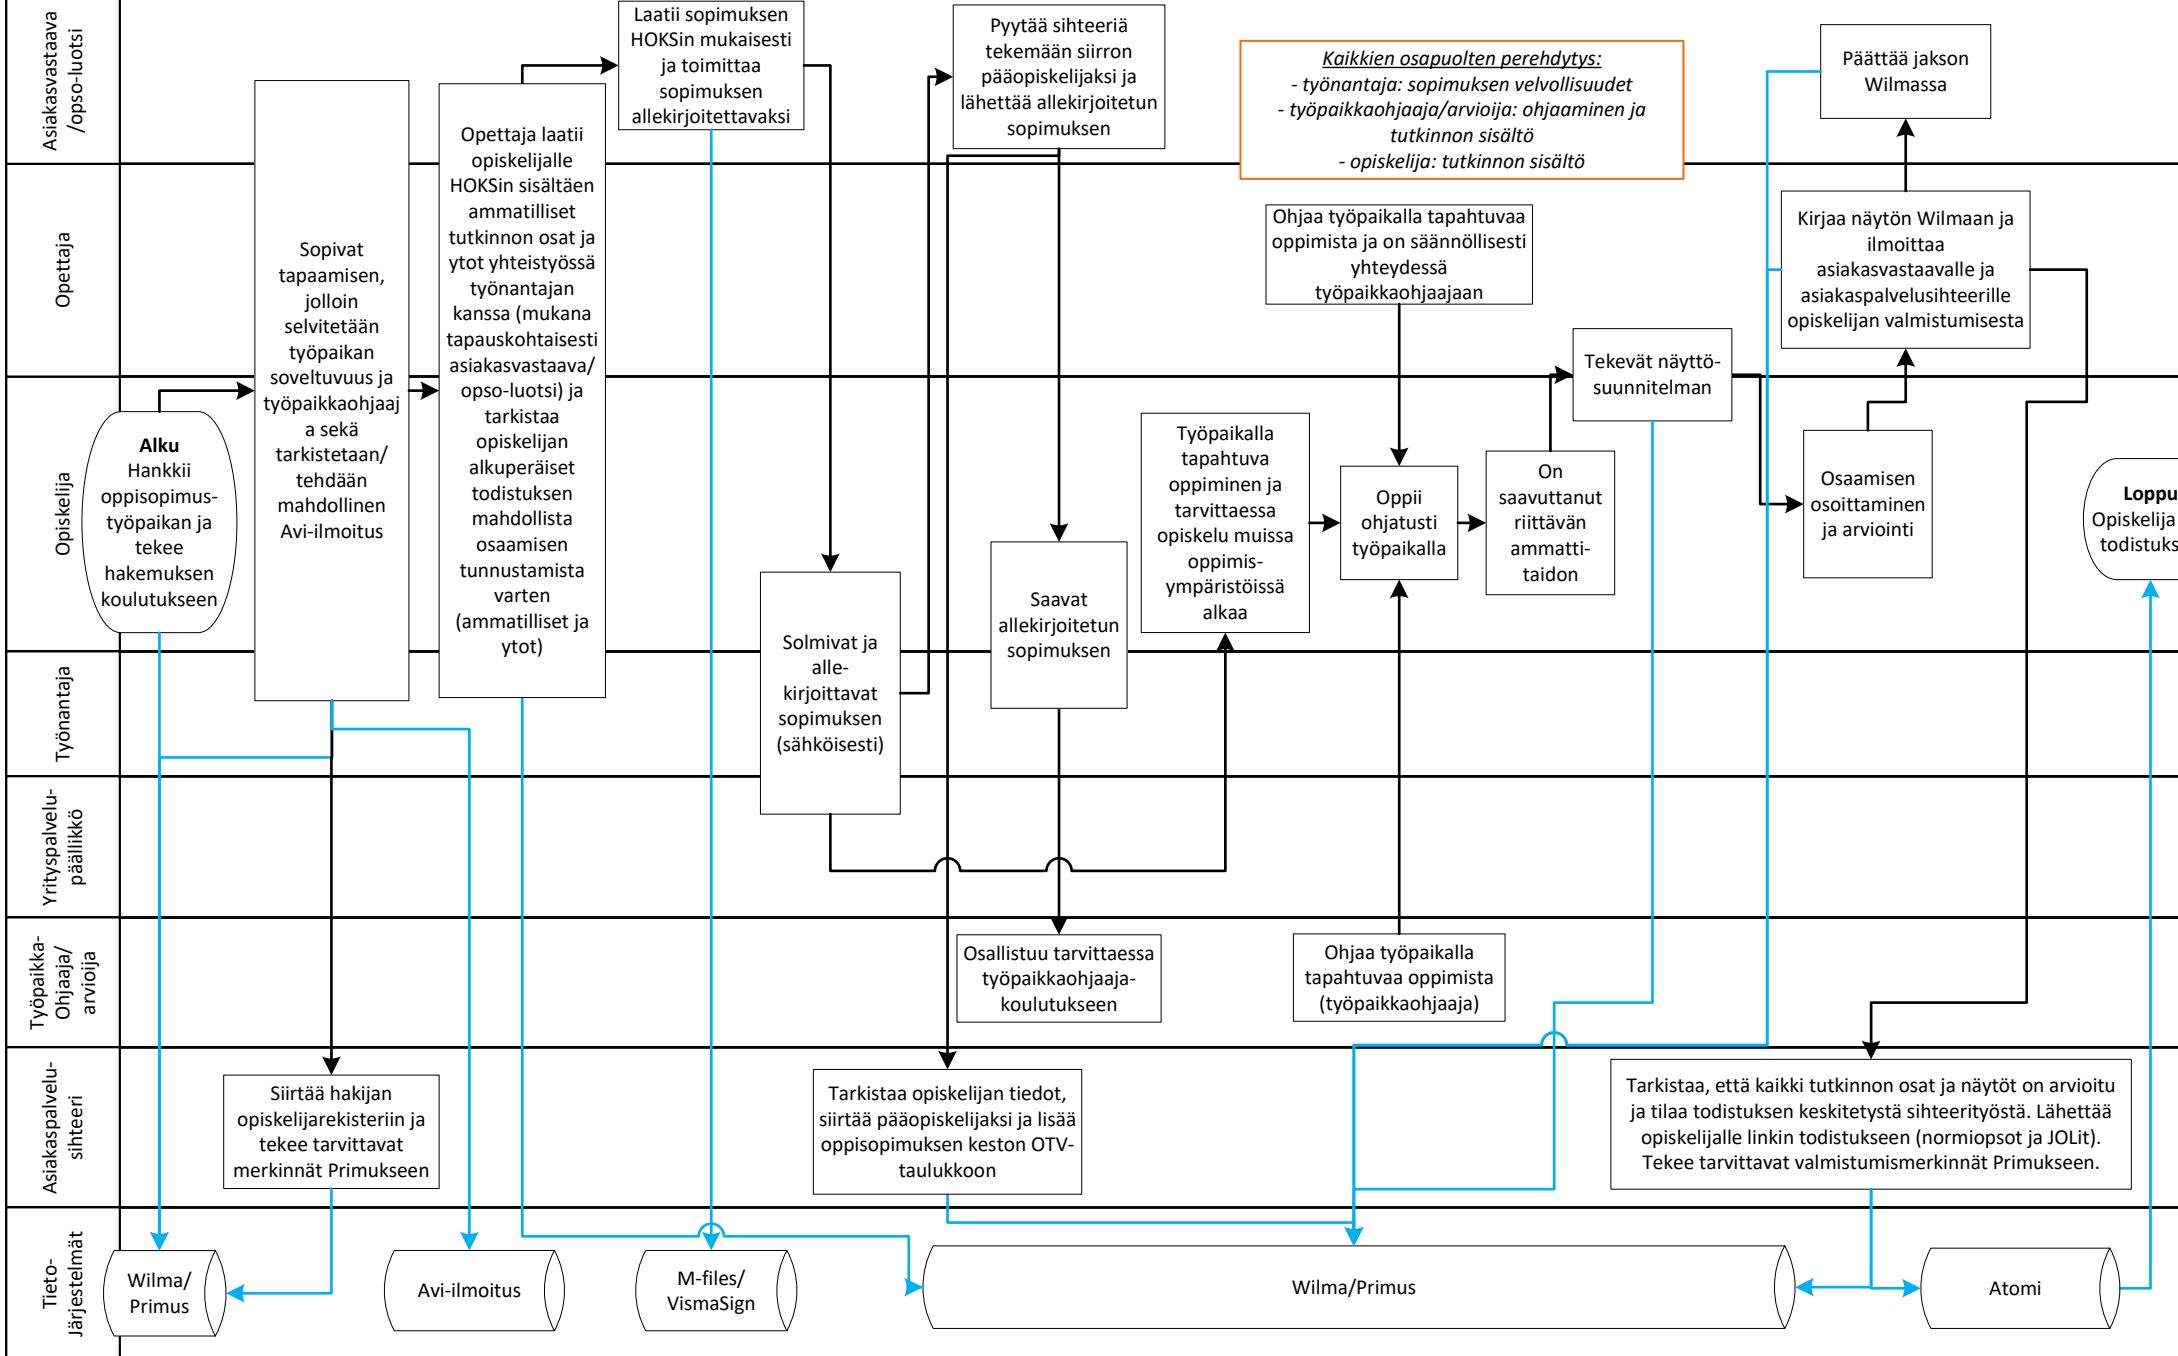 Asiakasvastaava
/opso-luotsi
Laatii sopimuksen
HOKSin mukaisesti
ja toimittaa
sopimuksen
allekirjoitettavaksi
Pyytää sihteeriä
tekemään siirron
pääopiskelijaksi ja
lähettää allekirjoitetun
sopimuksen
Kaikkien osapuolten perehdytys:
- työnantaja: sopimuksen velvollisuudet
- työpaikkaohjaaja/arvioija: ohjaaminen ja
tutkinnon sisältö
- opiskelija: tutkinnon sisältö
Päättää jakson
Wilmassa
Opettaja
Sopivat
tapaamisen,
jolloin
selvitetään
työpaikan
soveltuvuus ja
työpaikkaohjaaj
a sekä
tarkistetaan/
tehdään
mahdollinen
Avi-ilmoitus
Opettaja laatii
opiskelijalle
HOKSin sisältäen
ammatilliset
tutkinnon osat ja
ytot yhteistyössä
työnantajan
kanssa (mukana
tapauskohtaisesti
asiakasvastaava/
opso-luotsi) ja
tarkistaa
opiskelijan
alkuperäiset
todistuksen
mahdollista
osaamisen
tunnustamista
varten
(ammatilliset ja
ytot)
Ohjaa työpaikalla tapahtuvaa
oppimista ja on säännöllisesti
yhteydessä
työpaikkaohjaajaan
Kirjaa näytön Wilmaan ja
ilmoittaa
asiakasvastaavalle ja
asiakaspalvelusihteerille
opiskelijan valmistumisesta
Tekevät näyttö-
suunnitelman
Opiskelija
Alku
Hankkii
oppisopimus-
työpaikan ja
tekee
hakemuksen
koulutukseen
Työpaikalla
tapahtuva
oppiminen ja
tarvittaessa
opiskelu muissa
oppimis-
ympäristöissä
alkaa
Oppii
ohjatusti
työpaikalla
On
saavuttanut
riittävän
ammatti-
taidon
Osaamisen
osoittaminen
ja arviointi
Loppu
Opiskelija
todistuks
Saavat
allekirjoitetun
sopimuksen
Solmivat ja
alle-
kirjoittavat
sopimuksen
(sähköisesti)
Työnantaja
Yrityspalvelu-
päällikkö
Työpaikka-
Ohjaaja/
arvioija
Osallistuu tarvittaessa
työpaikkaohjaaja-
koulutukseen
Ohjaa työpaikalla
tapahtuvaa oppimista
(työpaikkaohjaaja)
Asiakaspalvelu-
sihteeri
Siirtää hakijan
opiskelijarekisteriin ja
tekee tarvittavat
merkinnät Primukseen
Tarkistaa opiskelijan tiedot,
siirtää pääopiskelijaksi ja lisää
oppisopimuksen keston OTV-
taulukkoon
Tarkistaa, että kaikki tutkinnon osat ja näytöt on arvioitu
ja tilaa todistuksen keskitetystä sihteerityöstä. Lähettää
opiskelijalle linkin todistukseen (normiopsot ja JOLit).
Tekee tarvittavat valmistumismerkinnät Primukseen.
Tieto-
Järjestelmät
Wilma/
Primus
Avi-ilmoitus
M-files/
VismaSign
Wilma/Primus
Atomi